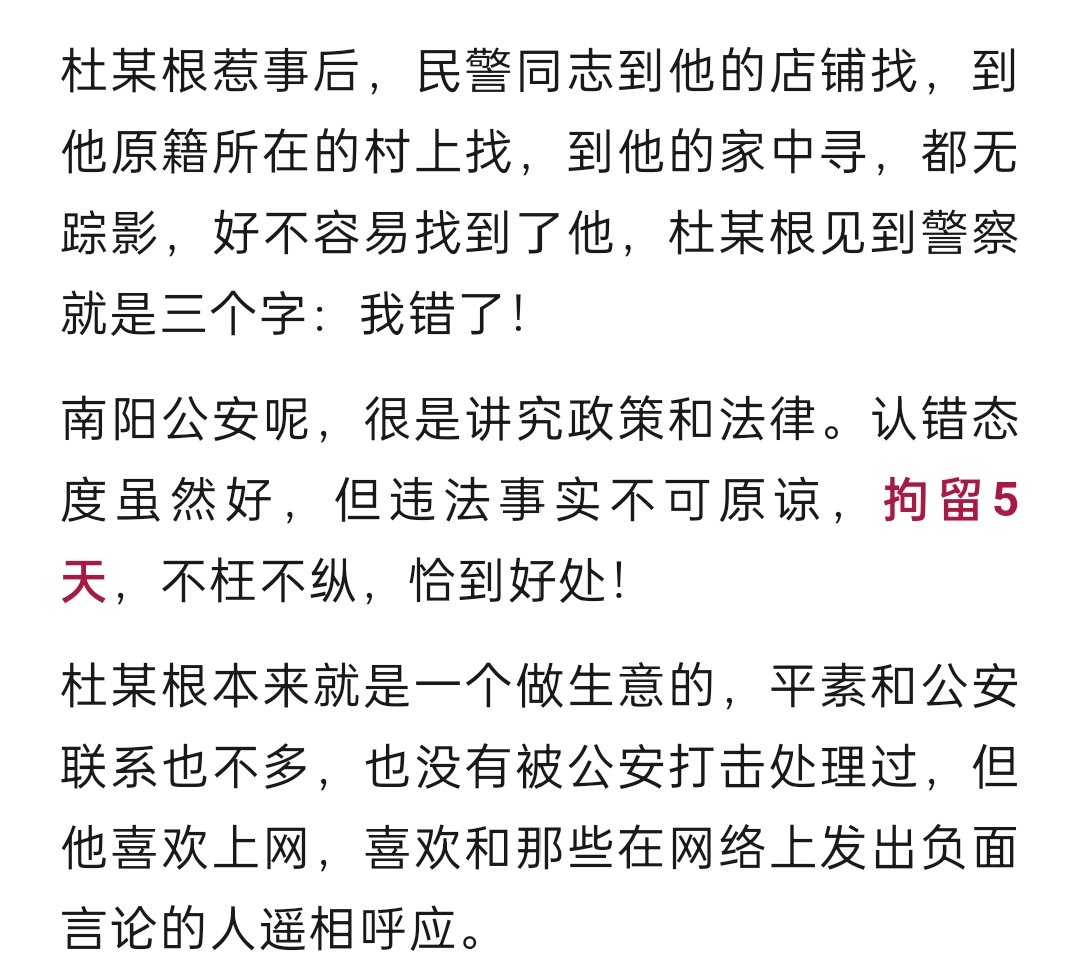 杜某根惹事后，民警同志到他的店铺找，到
他原籍所在的村上找，到他的家中寻，都无
踪影，好不容易找到了他，杜某根见到警察
就是三个字：我错了！
南阳公安呢，很是讲究政策和法律。认错态
度虽然好，但违法事实不可原谅，拘留5
天，不枉不纵，恰到好处！
杜某根本来就是一个做生意的，平素和公安
联系也不多，也没有被公安打击处理过，但
他喜欢上网，喜欢和那些在网络上发出负面
言论的人遥相呼应。